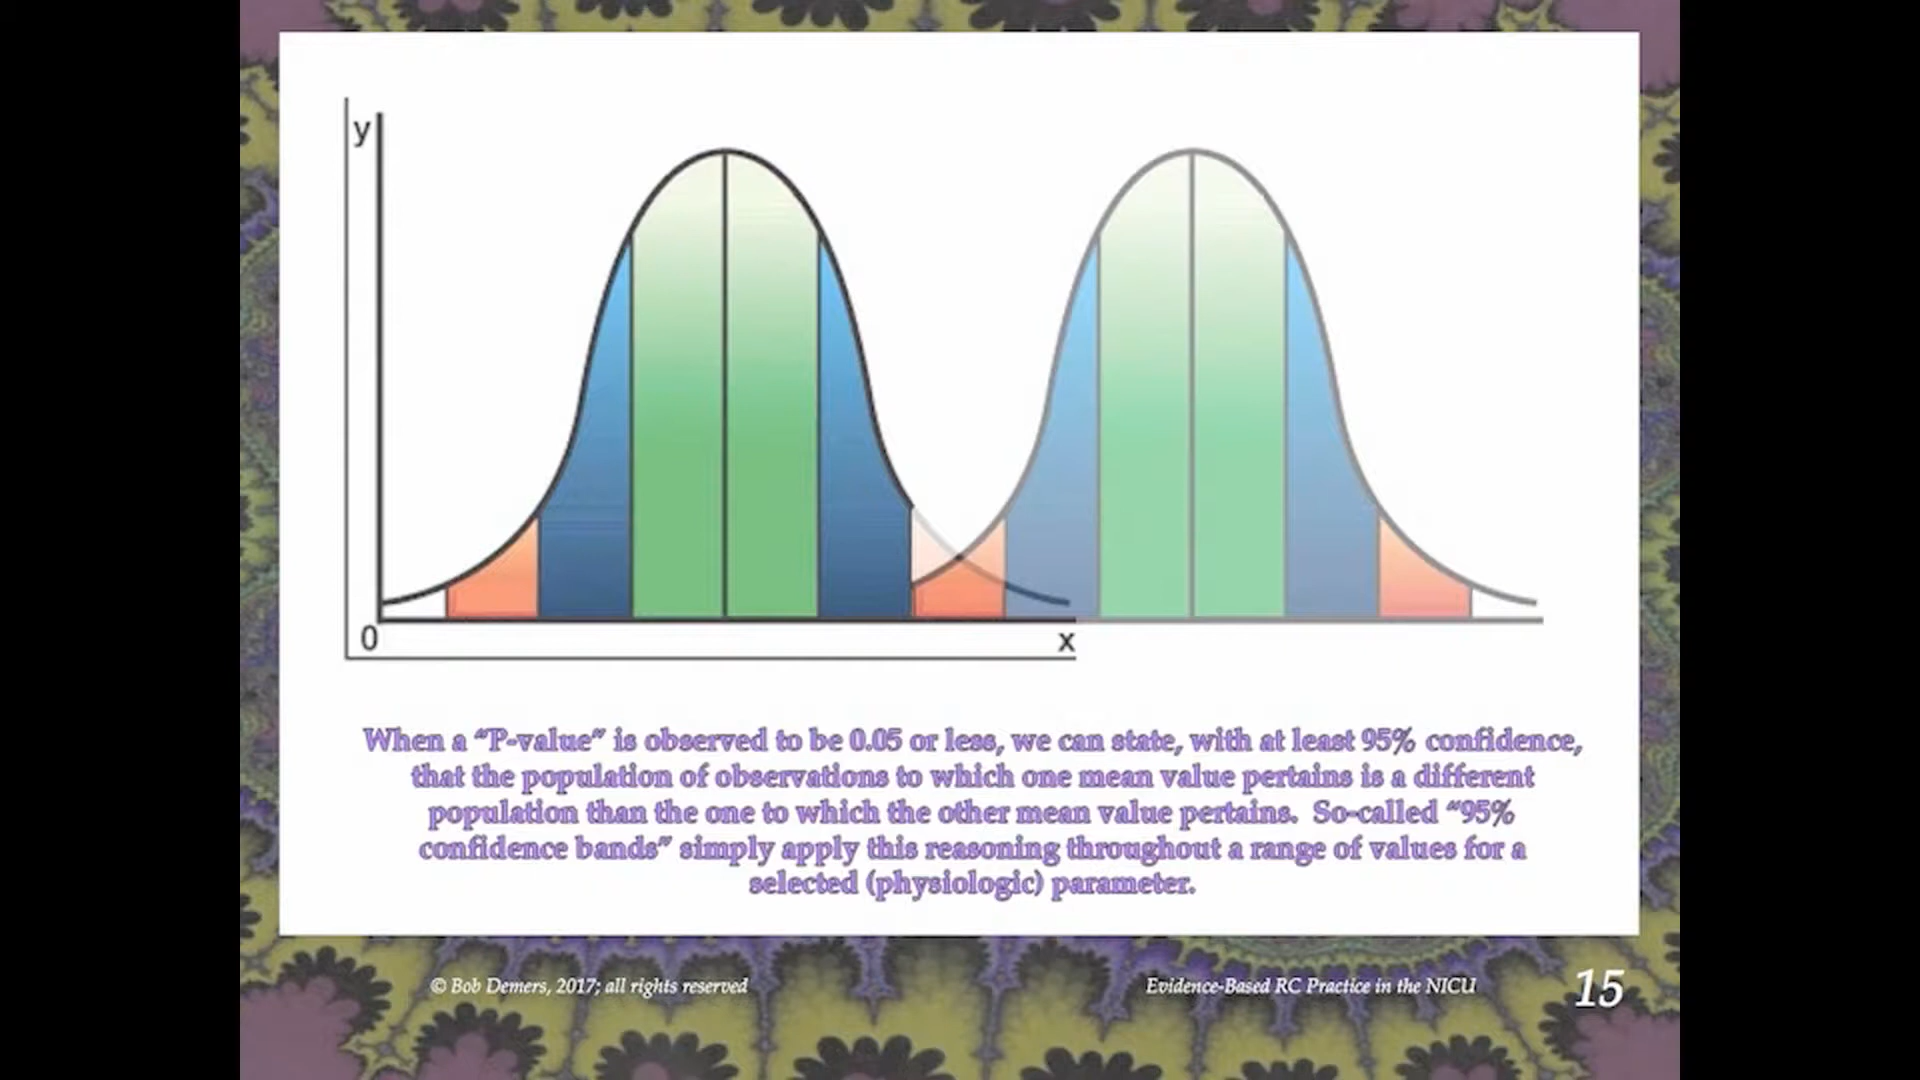 y
0
x
When a “P-value” is observed to be 0.05 or less, we can state, with at least 95% confidence,
that the population of observations to which one mean value pertains is a different
population than the one to which the other mean value pertains. So-called “95%
confidence bands” simply apply this reasoning throughout a range of values for a
selected (physiologic) parameter.
© Bob Demers, 2017; all rights reserved
Evidence-Based RC Practice in the NICU
15